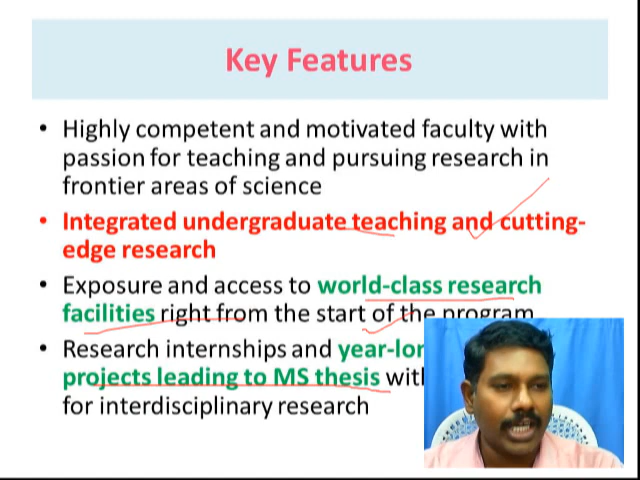 Key Features
• Highly competent and motivated faculty with
passion for teaching and pursuing research in
frontier areas of science
• Integrated undergraduate teaching and cutting-
edge research
• Exposure and access to world-class research
facilities right from the start of the program
• Research internships and year-lon
projects leading to MS thesis wit
for interdisciplinary research